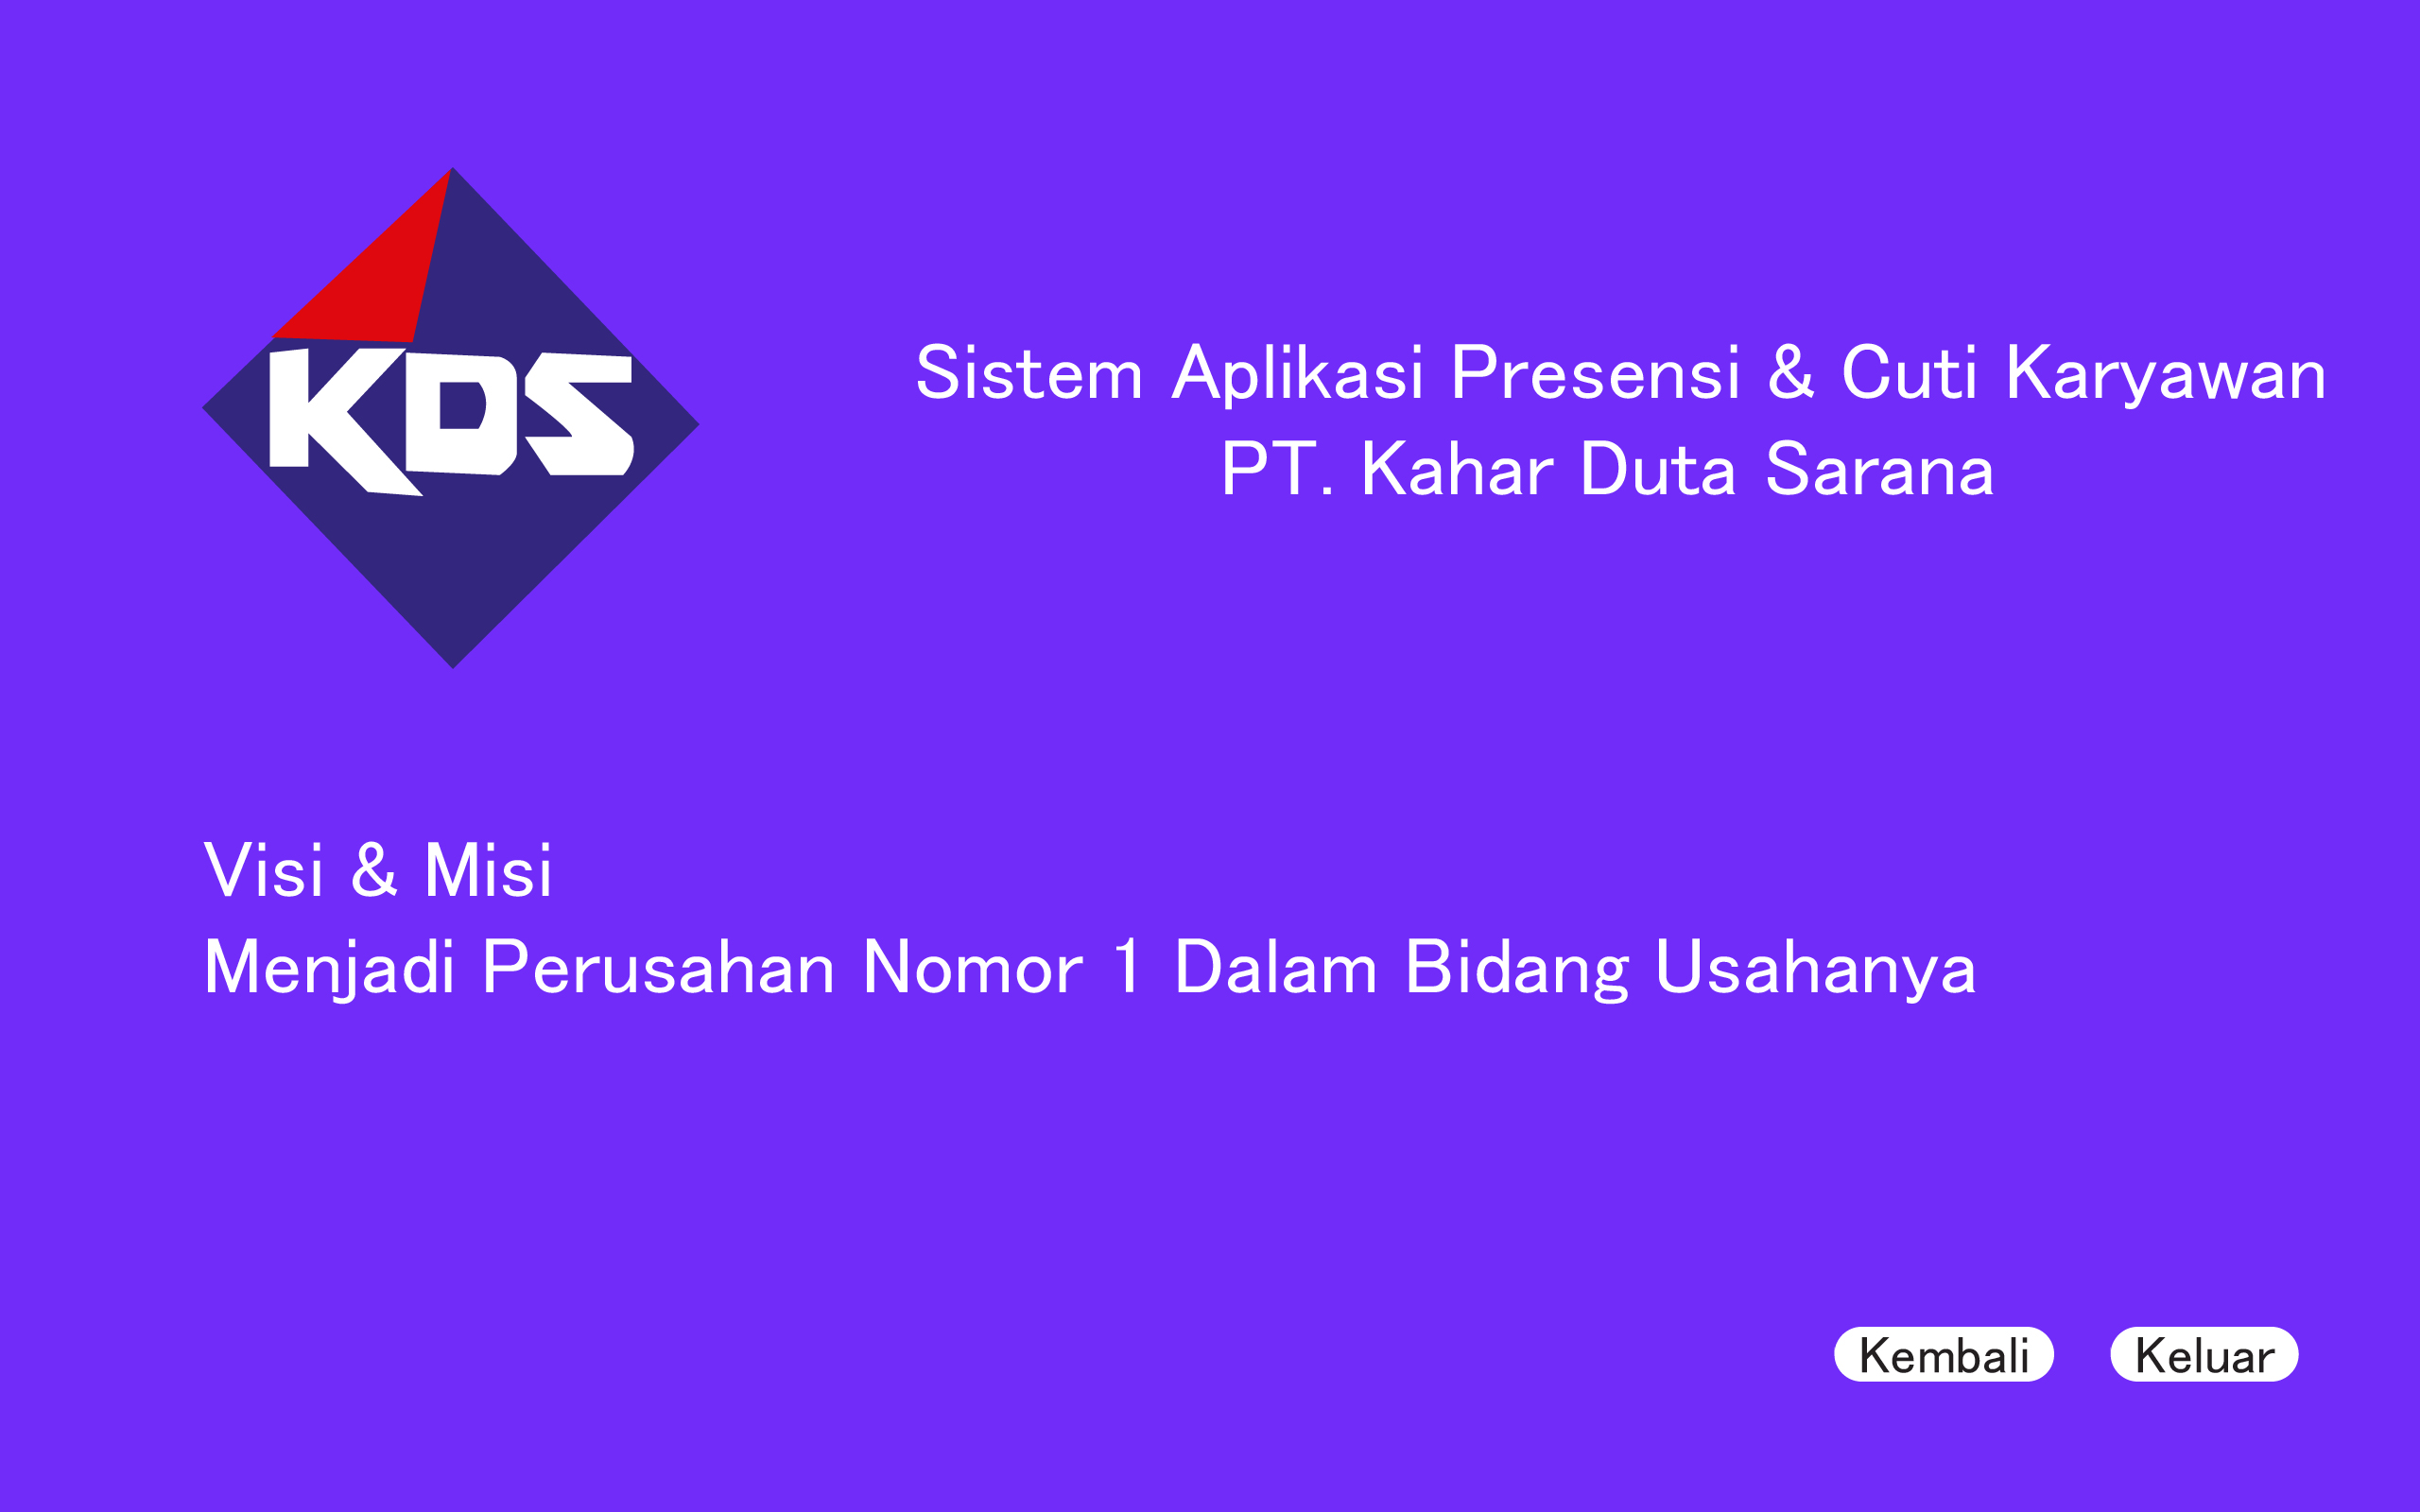 KDS
Sistem Aplikasi Presensi & Cuti Karyawan
PT. Kahar Duta Sarana
Visi & Misi
Menjadi Perusahan Nomor 1 Dalam Bidang Usahanya
Kembali
Keluar